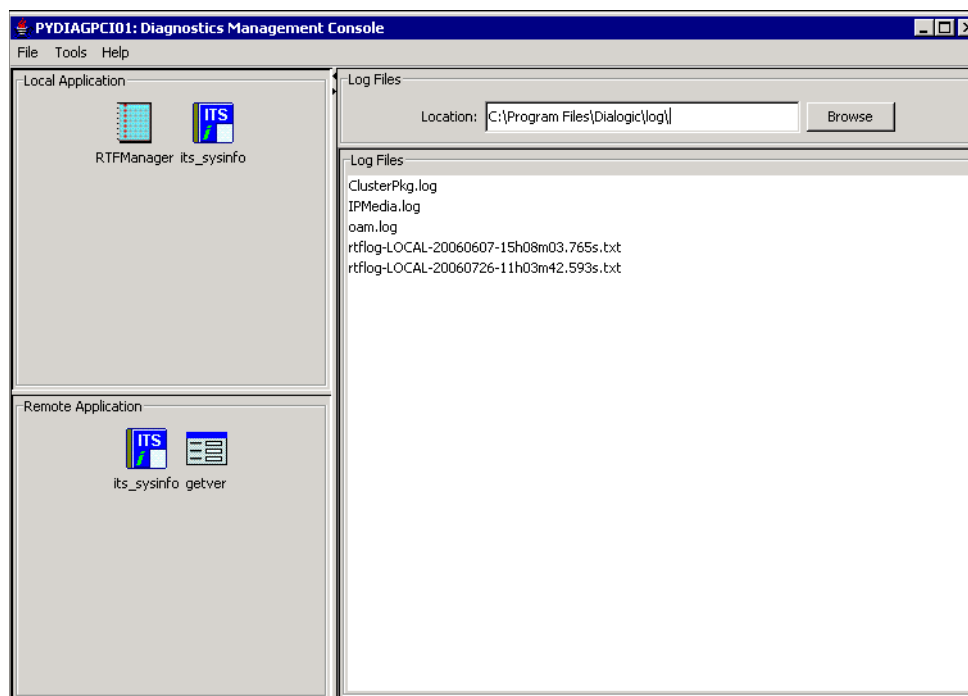 PYDIAGPCI01: Diagnostics Management Console
File Tools Help
Local Application
ITS
i
RTFManager its_sysinfo
Log Files
Location: C:\Program Files\Dialogic\log\ Browse
Log Files
ClusterPkg.log
IPMedia.log
oam.log
rtflog-LOCAL-20060607-15h08m03.765s.txt
rtflog-LOCAL-20060726-11h03m42.593s.txt
Remote Application
ITS
i
its_sysinfo getver